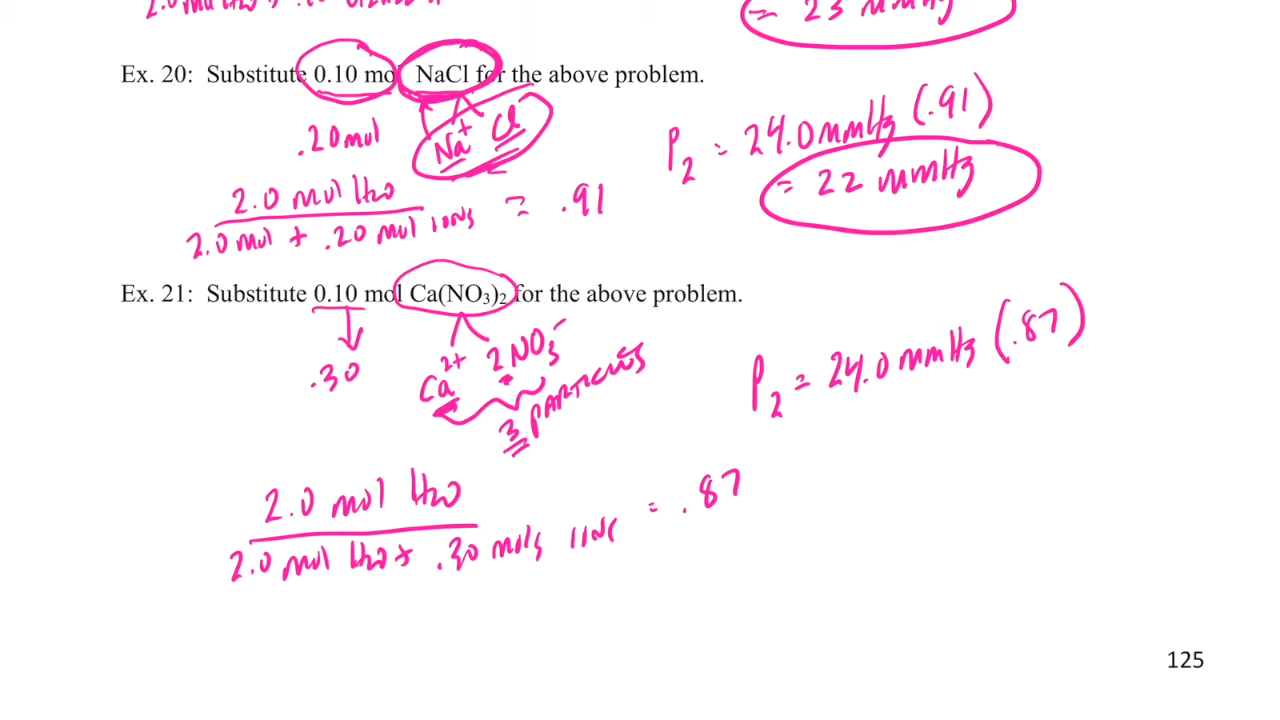 = 23 mmHg
Ex. 20: Substitute 0.10 mol NaCl for the above problem.
.20 mol
Na+ Cl-
P2 = 24.0 mmHg (.91)
= 22 mmHg
2.0 mol H2O
2.0 mol + .20 mol ions = .91
Ex. 21: Substitute 0.10 mol Ca(NO3)2 for the above problem.
.30
Ca2+ 2NO3-
3 particles
P2 = 24.0 mmHg (.87)
2.0 mol H2O
2.0 mol H2O + .30 mols ions = .87
125